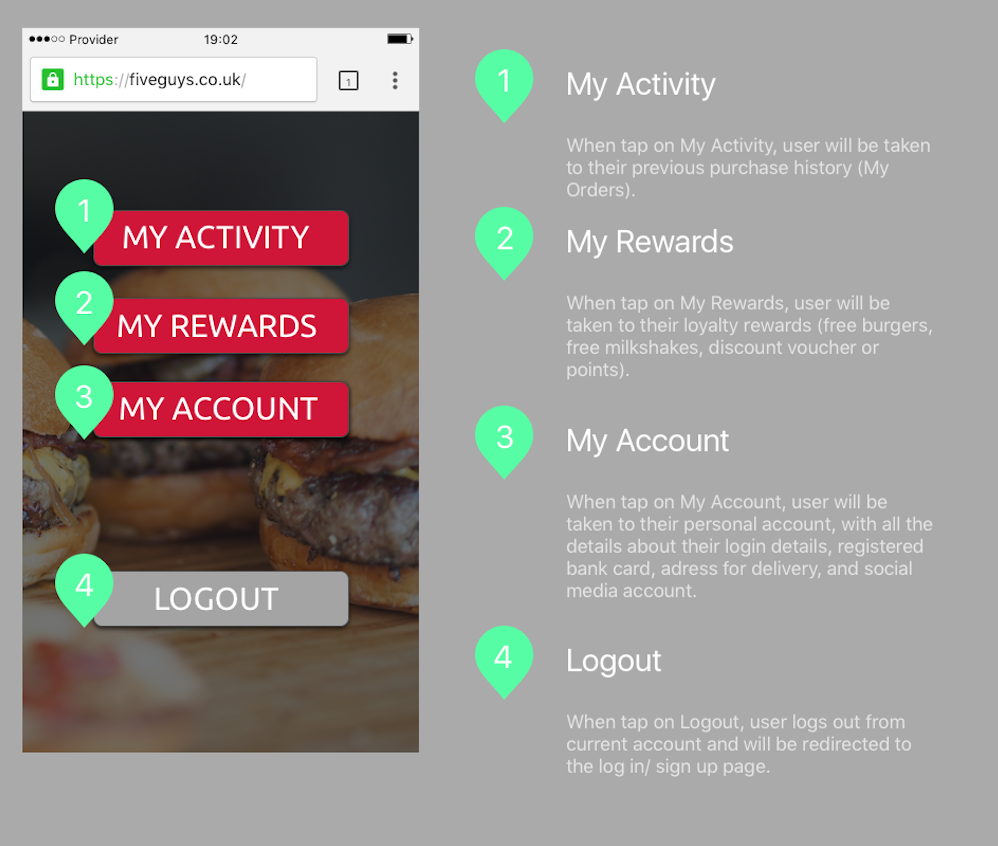 Provider 19:02
https://fiveguys.co.uk/ 1
1 MY ACTIVITY
2 MY REWARDS
3 MY ACCOUNT
4 LOGOUT
1 My Activity
When tap on My Activity, user will be taken
to their previous purchase history (My
Orders).
2 My Rewards
When tap on My Rewards, user will be
taken to their loyalty rewards (free burgers,
free milkshakes, discount voucher or
points).
3 My Account
When tap on My Account, user will be
taken to their personal account, with all the
details about their login details, registered
bank card, adress for delivery, and social
media account.
4 Logout
When tap on Logout, user logs out from
current account and will be redirected to
the log in/ sign up page.